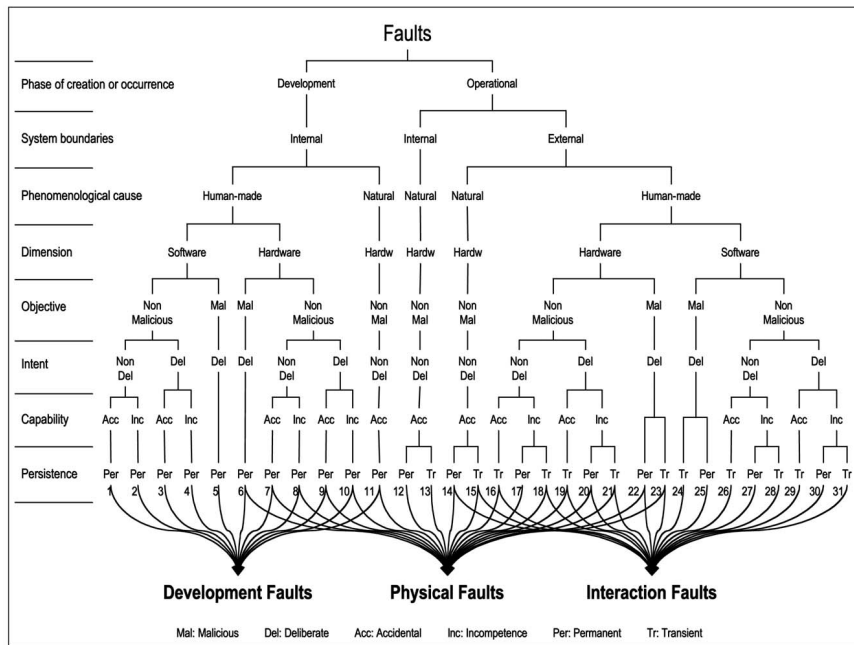 Faults
Phase of creation or occurrence Development Operational
System boundaries Internal Internal External
Phenomenological cause Human-made Natural Natural Natural Human-made
Dimension Software Hardware Hardw Hardw Hardw Hardware Software
Objective Non Malicious Mal Mal Non Malicious Non Mal Non Mal Non Mal Non Malicious Mal Mal Non Malicious
Intent Non Del Del Del Del Non Del Del Non Del Non Del Non Del Non Del Del Del Del Non Del Del
Capability Acc Inc Acc Inc Acc Inc Acc Inc Acc Acc Acc Acc Inc Acc Inc Acc Inc Acc Inc
Persistence Per Per Per Per Per Per Per Per Per Per Per Per Tr Per Tr Tr Per Tr Tr Per Tr Per Tr Tr Per Tr Per Tr Tr Per Tr
1 2 3 4 5 6 7 8 9 10 11 12 13 14 15 16 17 18 19 20 21 22 23 24 25 26 27 28 29 30 31
Development Faults Physical Faults Interaction Faults
Mal: Malicious Del: Deliberate Acc: Accidental Inc: Incompetence Per: Permanent Tr: Transient